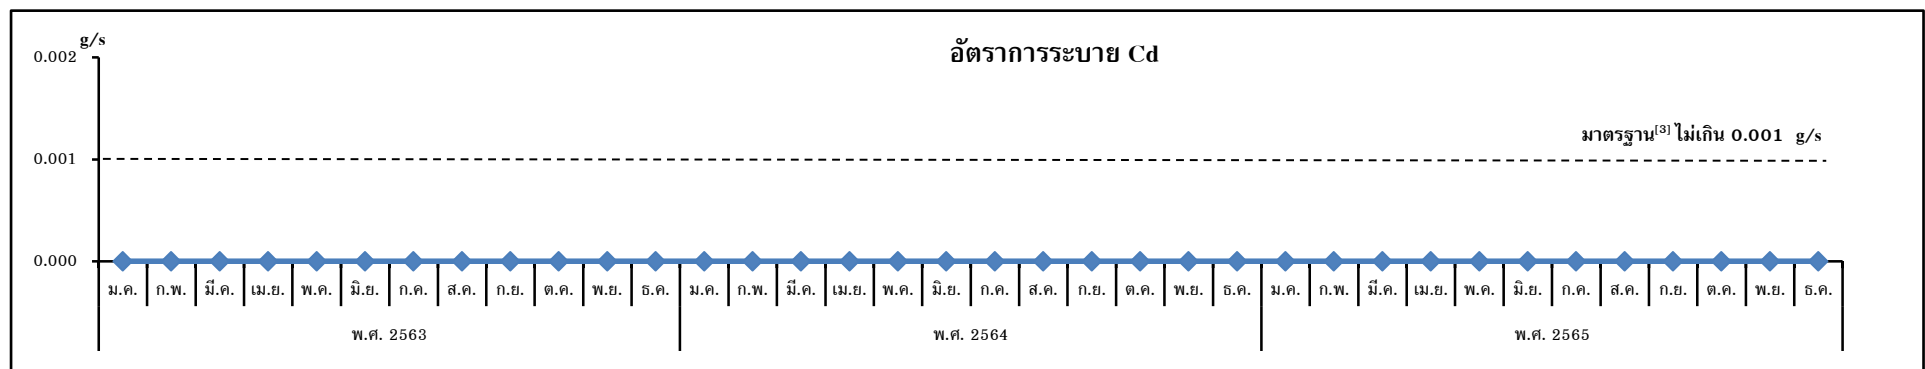 g/s
อัตราการระบาย Cd
0.002
มาตรฐาน[3] ไม่เกิน 0.001 g/s
0.001
0.000
ม.ค. ก.พ. มี.ค. เม.ย. พ.ค. มิ.ย. ก.ค. ส.ค. ก.ย. ต.ค. พ.ย. ธ.ค. ม.ค. ก.พ. มี.ค. เม.ย. พ.ค. มิ.ย. ก.ค. ส.ค. ก.ย. ต.ค. พ.ย. ธ.ค. ม.ค. ก.พ. มี.ค. เม.ย. พ.ค. มิ.ย. ก.ค. ส.ค. ก.ย. ต.ค. พ.ย. ธ.ค.
พ.ศ. 2563 พ.ศ. 2564 พ.ศ. 2565